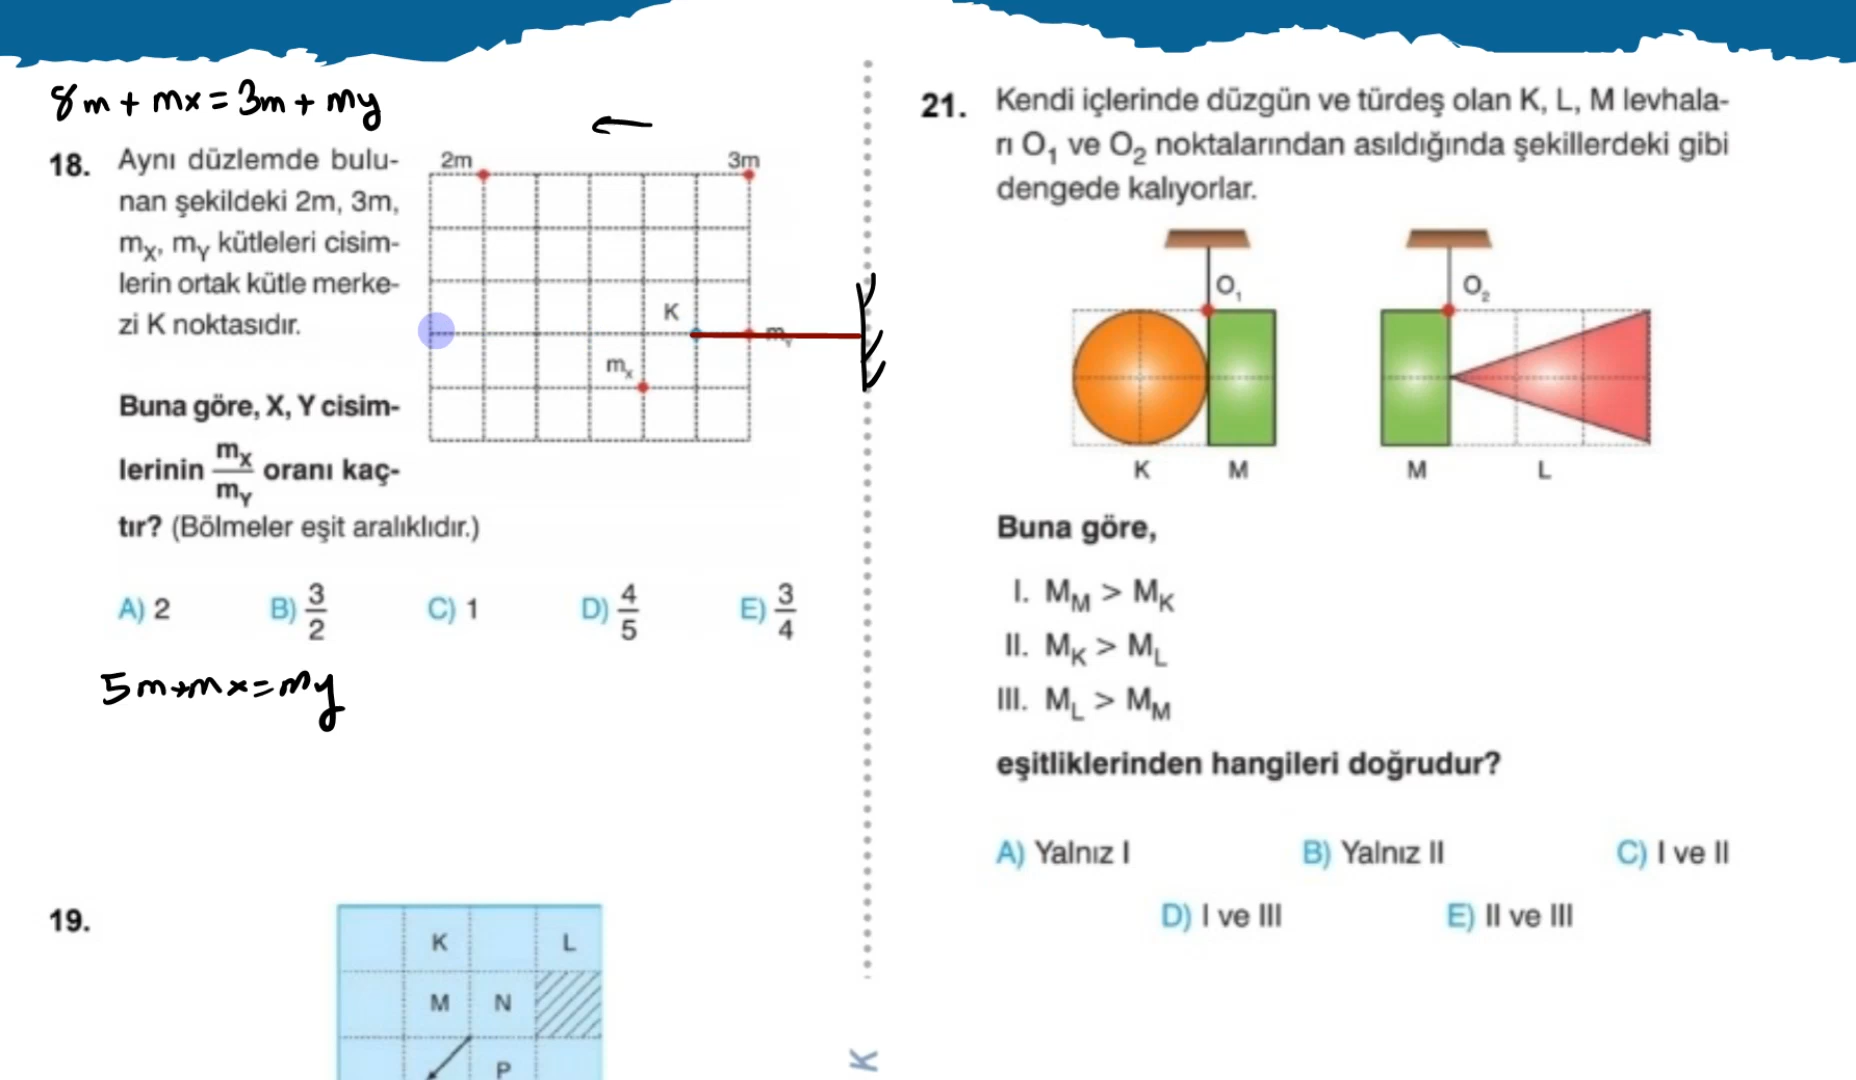 8m + mx = 3m + my
18. Aynı düzlemde bulu-
nan şekildeki 2m, 3m,
mX, mY kütleleri cisim-
lerin ortak kütle merke-
zi K noktasıdır.
2m
3m
K
mY
mx
Buna göre, X, Y cisim-
lerinin mX/mY oranı kaç-
tır? (Bölmeler eşit aralıklıdır.)
A) 2 B) 3/2 C) 1 D) 4/5 E) 3/4
5m+mx=my
19.
K L
M N
P
K
21. Kendi içlerinde düzgün ve türdeş olan K, L, M levhala-
rı O1 ve O2 noktalarından asıldığında şekillerdeki gibi
dengede kalıyorlar.
O1 O2
K M M L
Buna göre,
I. MM > MK
II. MK > ML
III. ML > MM
eşitliklerinden hangileri doğrudur?
A) Yalnız I B) Yalnız II C) I ve II
D) I ve III E) II ve III